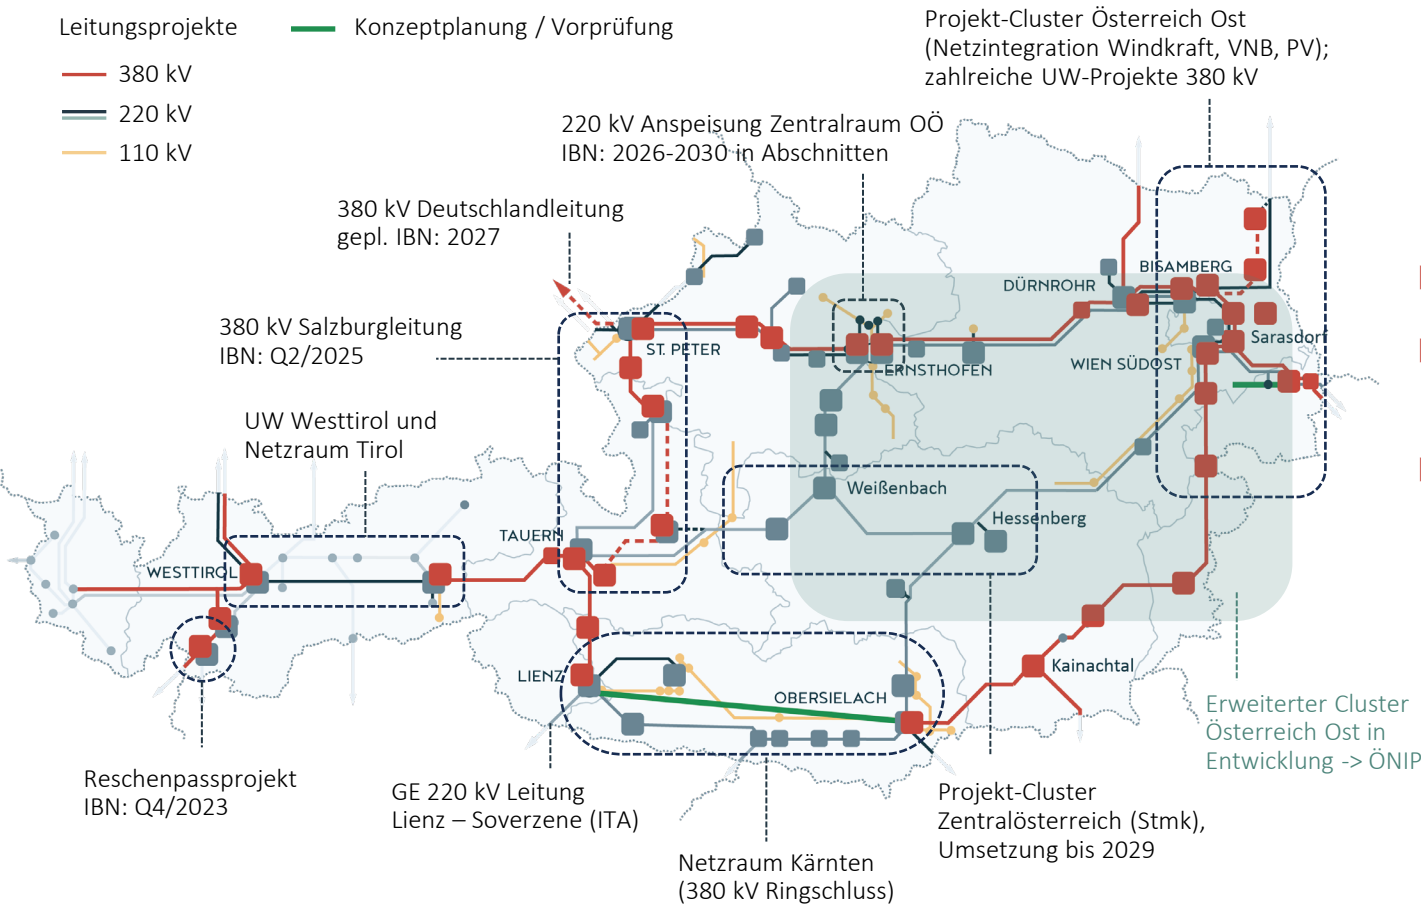 Leitungsprojekte
Konzeptplanung / Vorprüfung
380 kV
220 kV
110 kV
Projekt-Cluster Österreich Ost
(Netzintegration Windkraft, VNB, PV);
zahlreiche UW-Projekte 380 kV
220 kV Anspeisung Zentralraum OÖ
IBN: 2026-2030 in Abschnitten
380 kV Deutschlandleitung
gepl. IBN: 2027
380 kV Salzburgleitung
IBN: Q2/2025
UW Westtirol und
Netzraum Tirol
DÜRNROHR
BISAMBERG
ST. PETER
ERNSTHOFEN
WIEN SÜDOST
Sarasdorf
Weißenbach
Hessenberg
TAUERN
WESTTIROL
LIENZ
OBERSIELACH
Kainachtal
Erweiterter Cluster
Österreich Ost in
Entwicklung -> ÖNIP
Reschenpassprojekt
IBN: Q4/2023
GE 220 kV Leitung
Lienz – Soverzene (ITA)
Projekt-Cluster
Zentralösterreich (Stmk),
Umsetzung bis 2029
Netzraum Kärnten
(380 kV Ringschluss)